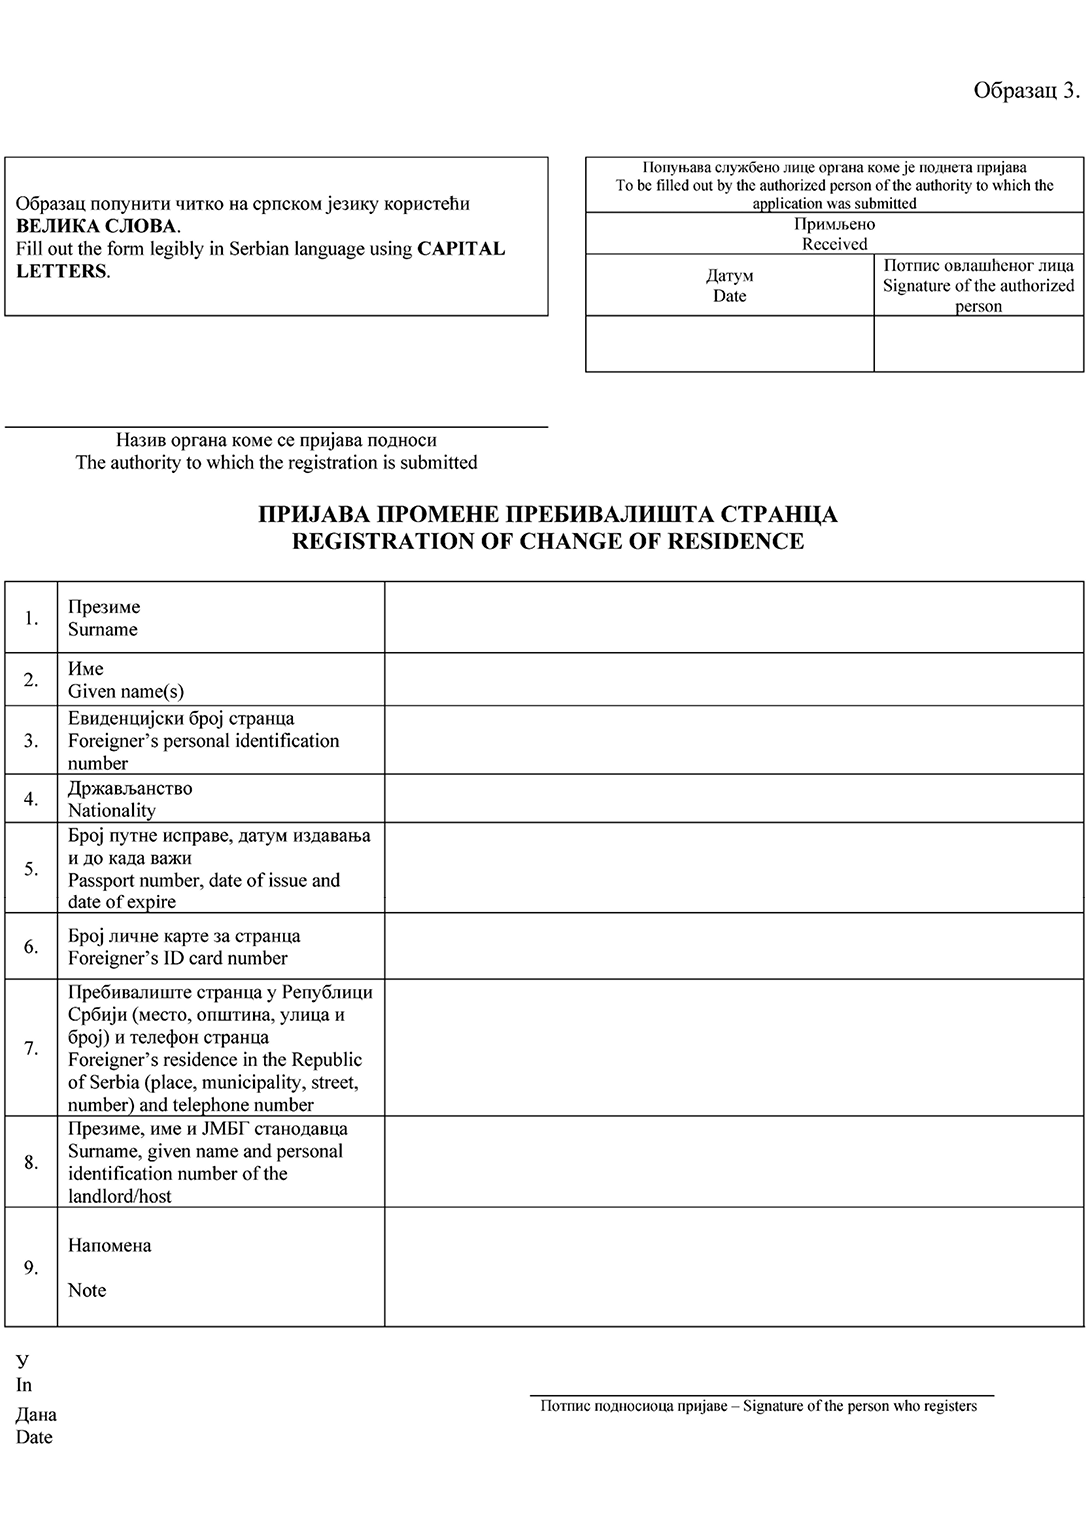 Образац 3.
Образац попунити читко на српском језику користећи
ВЕЛИКА СЛОВА.
Fill out the form legibly in Serbian language using CAPITAL
LETTERS.
Попуњава службено лице органа коме је поднета пријава
To be filled out by the authorized person of the authority to which the
application was submitted
Примљено
Received
Датум
Date
Потпис овлашћеног лица
Signature of the authorized
person
Назив органа коме се пријава подноси
The authority to which the registration is submitted
ПРИЈАВА ПРОМЕНЕ ПРЕБИВАЛИШТА СТРАНЦА
REGISTRATION OF CHANGE OF RESIDENCE
1.
Презиме
Surname
2.
Име
Given name(s)
3.
Евиденцијски број странца
Foreigner’s personal identification
number
4.
Држављанство
Nationality
5.
Број путне исправе, датум издавања
и до када важи
Passport number, date of issue and
date of expire
6.
Број личне карте за странца
Foreigner’s ID card number
7.
Пребивалиште странца у Републици
Србији (место, општина, улица и
број) и телефон странца
Foreigner’s residence in the Republic
of Serbia (place, municipality, street,
number) and telephone number
8.
Презиме, име и ЈМБГ станодавца
Surname, given name and personal
identification number of the
landlord/host
9.
Напомена
Note
У
In
Дана
Date
Потпис подносиоца пријаве – Signature of the person who registers